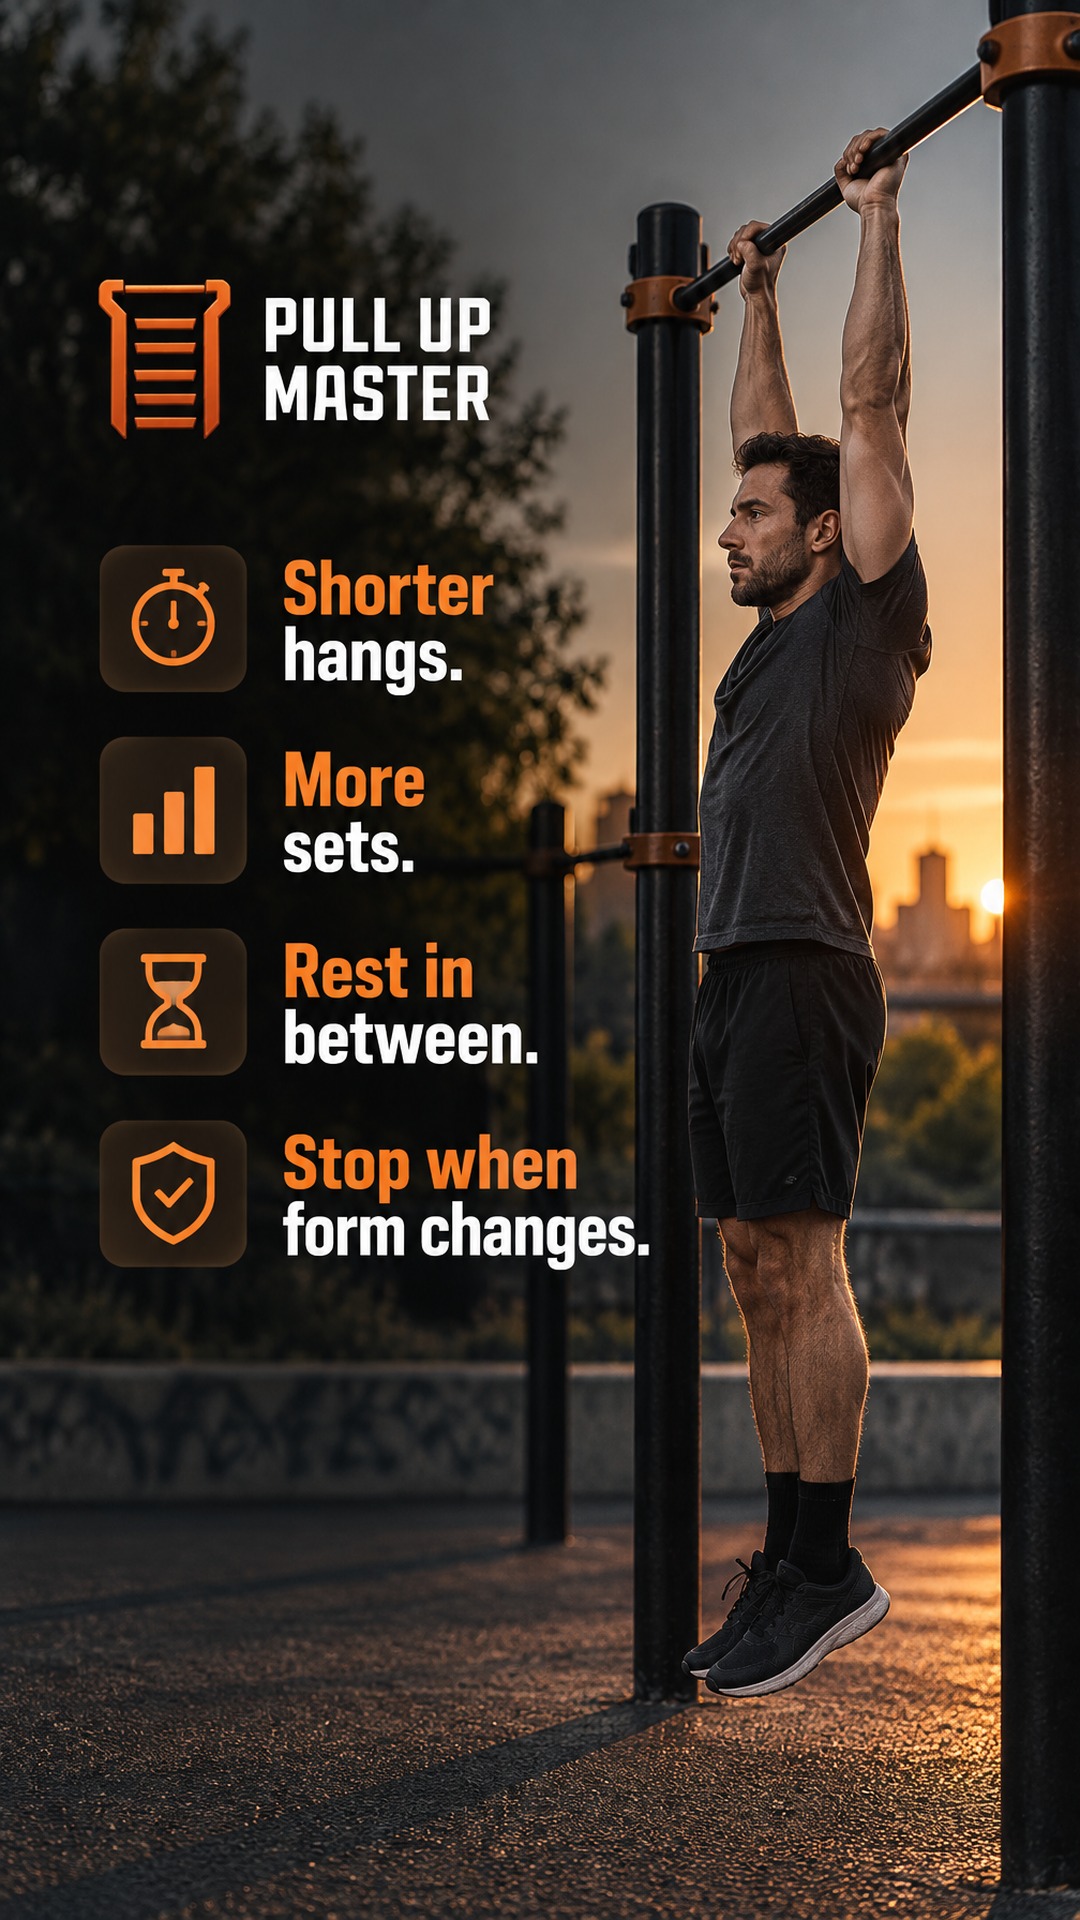 PULL UP
MASTER
Shorter
hangs.
More
sets.
Rest in
between.
Stop when
form changes.